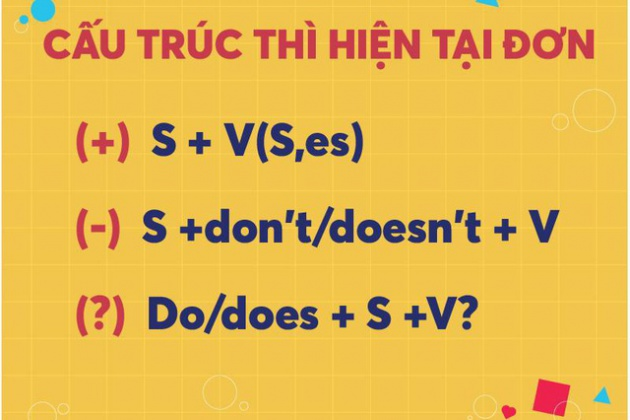 CẤU TRÚC THÌ HIỆN TẠI ĐƠN
(+) S + V(S,es)
(-) S +don't/doesn't + V
(?) Do/does + S +V?